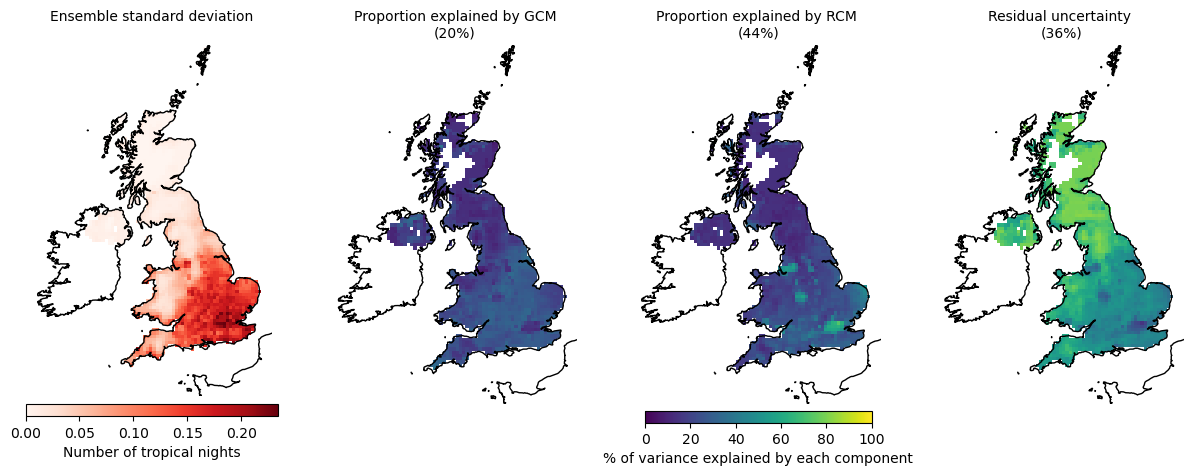 Ensemble standard deviation
Proportion explained by GCM
(20%)
Proportion explained by RCM
(44%)
Residual uncertainty
(36%)
0.00 0.05 0.10 0.15 0.20
Number of tropical nights
0 20 40 60 80 100
% of variance explained by each component